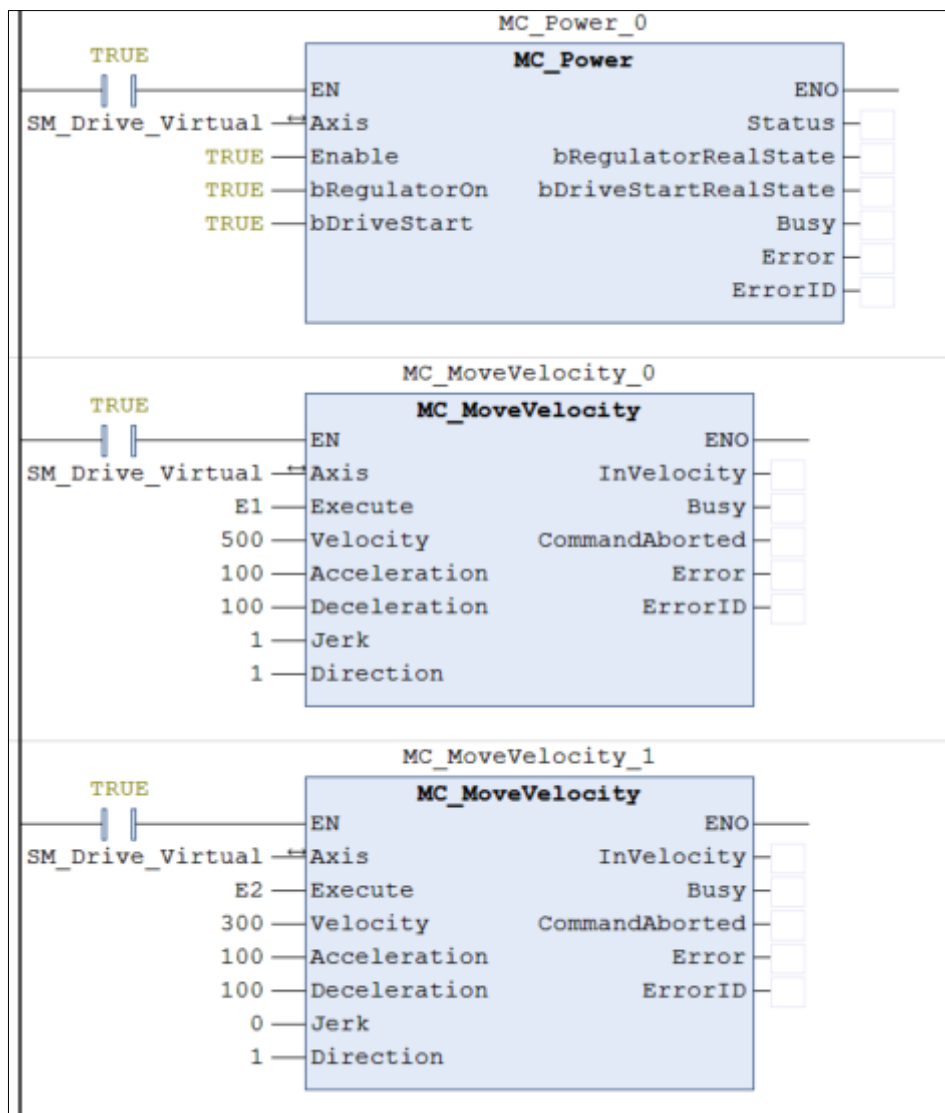 MC_Power_0
TRUE
MC_Power
EN ENO
SM_Drive_Virtual Axis Status
TRUE Enable bRegulatorRealState
TRUE bRegulatorOn bDriveStartRealState
TRUE bDriveStart Busy
Error
ErrorID
MC_MoveVelocity_0
TRUE
MC_MoveVelocity
EN ENO
SM_Drive_Virtual Axis InVelocity
E1 Execute Busy
500 Velocity CommandAborted
100 Acceleration Error
100 Deceleration ErrorID
1 Jerk
1 Direction
MC_MoveVelocity_1
TRUE
MC_MoveVelocity
EN ENO
SM_Drive_Virtual Axis InVelocity
E2 Execute Busy
300 Velocity CommandAborted
100 Acceleration Error
100 Deceleration ErrorID
0 Jerk
1 Direction